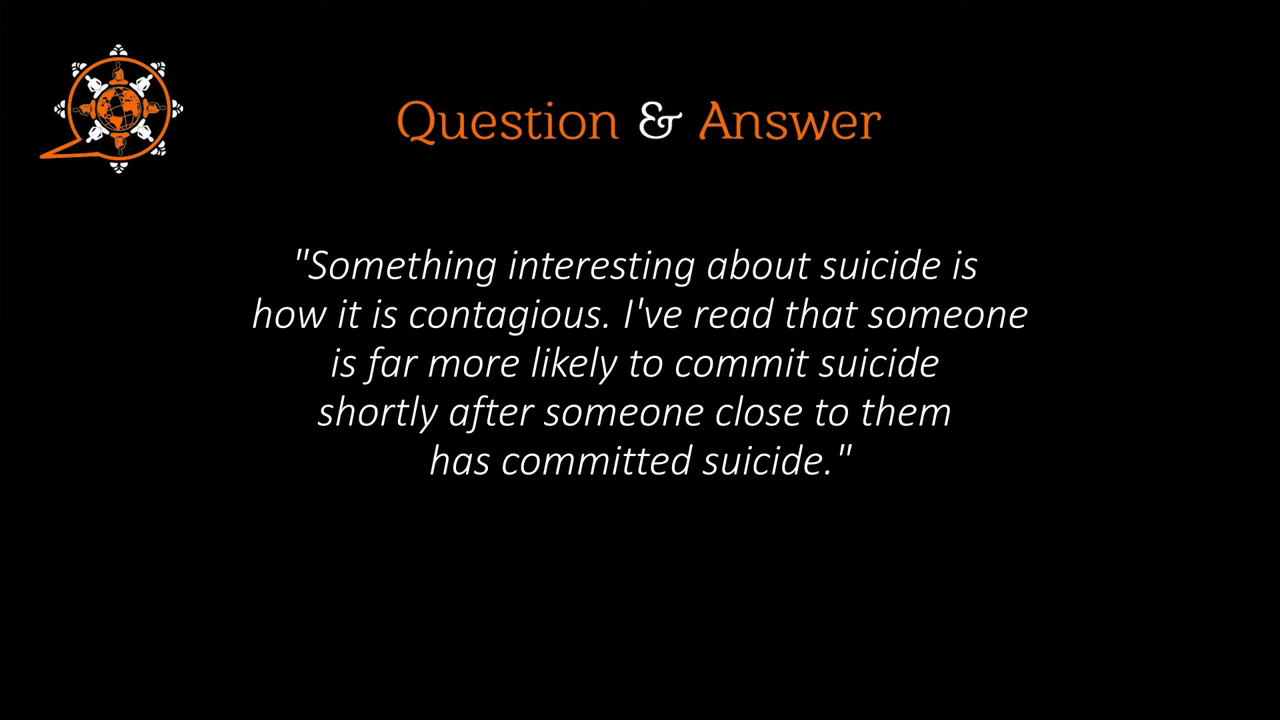 Question & Answer
"Something interesting about suicide is
how it is contagious. I've read that someone
is far more likely to commit suicide
shortly after someone close to them
has committed suicide."